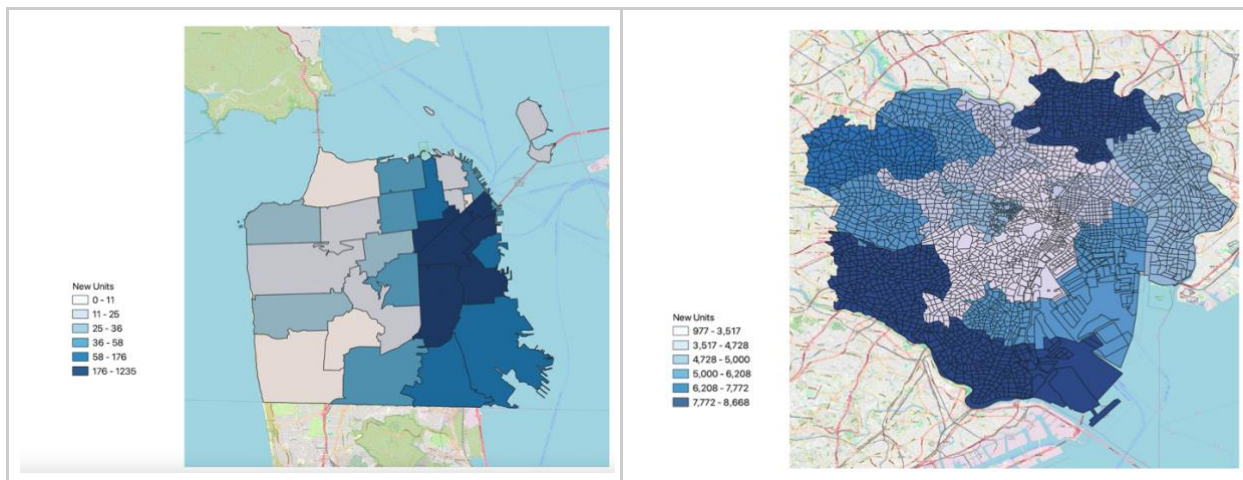 New Units
0 - 11
11 - 25
25 - 36
36 - 58
58 - 176
176 - 1235
New Units
977 - 3,517
3,517 - 4,728
4,728 - 5,000
5,000 - 6,208
6,208 - 7,772
7,772 - 8,668